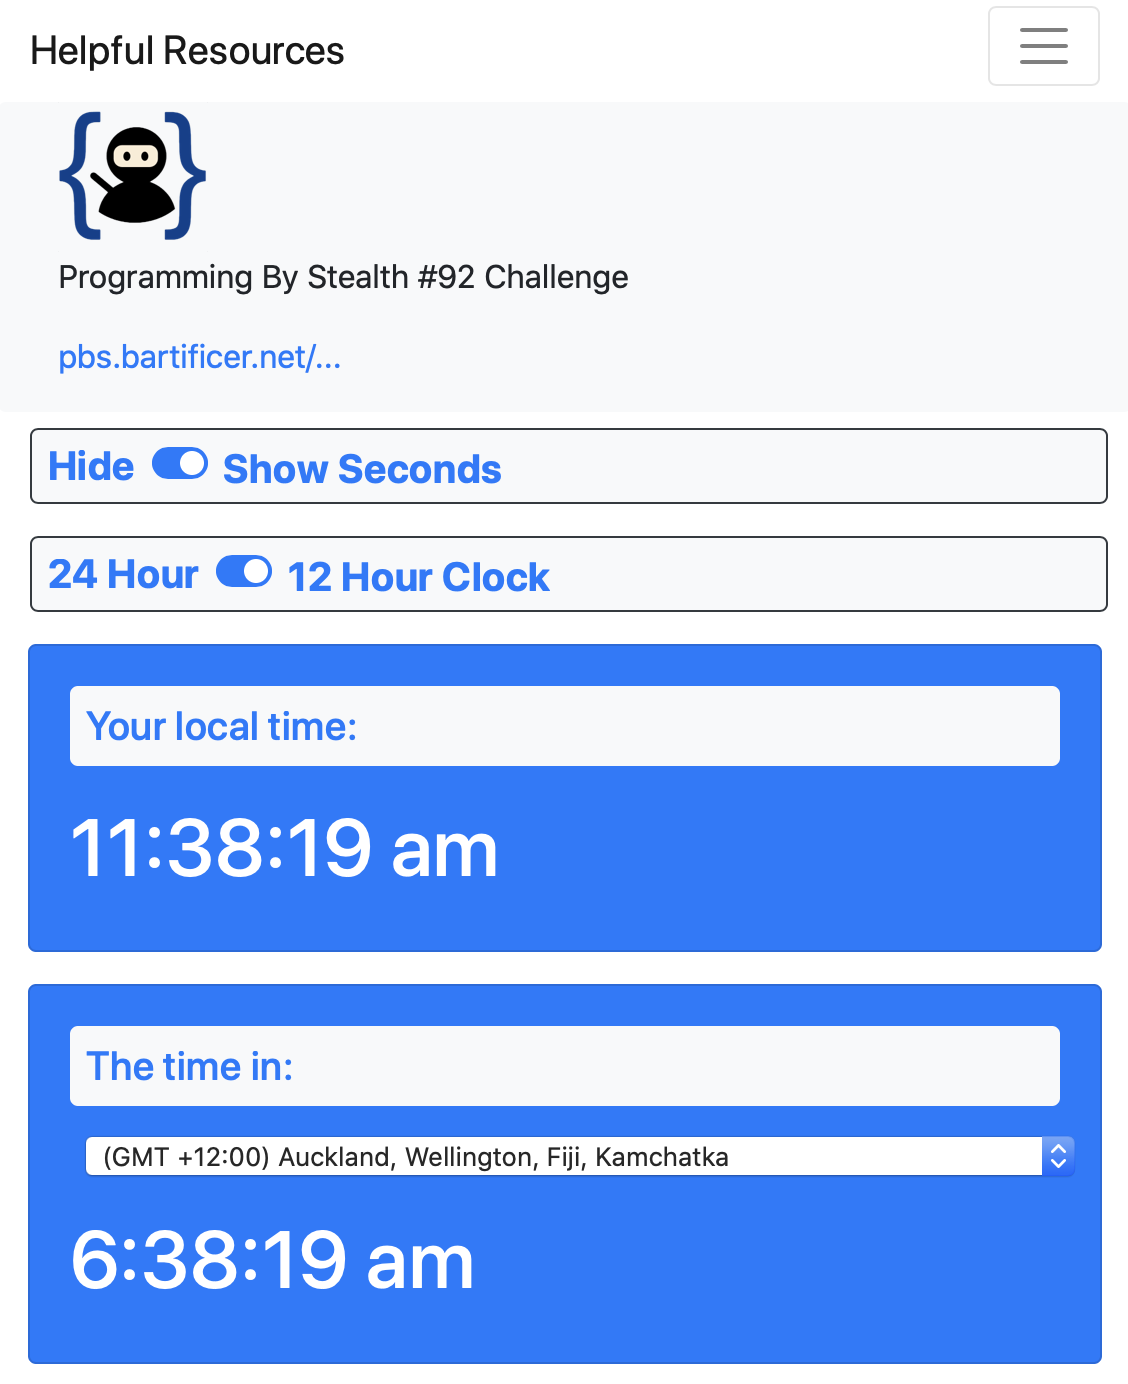 Helpful Resources
Programming By Stealth #92 Challenge
pbs.bartificer.net/...
Hide Show Seconds
24 Hour 12 Hour Clock
Your local time:
11:38:19 am
The time in:
(GMT +12:00) Auckland, Wellington, Fiji, Kamchatka
6:38:19 am